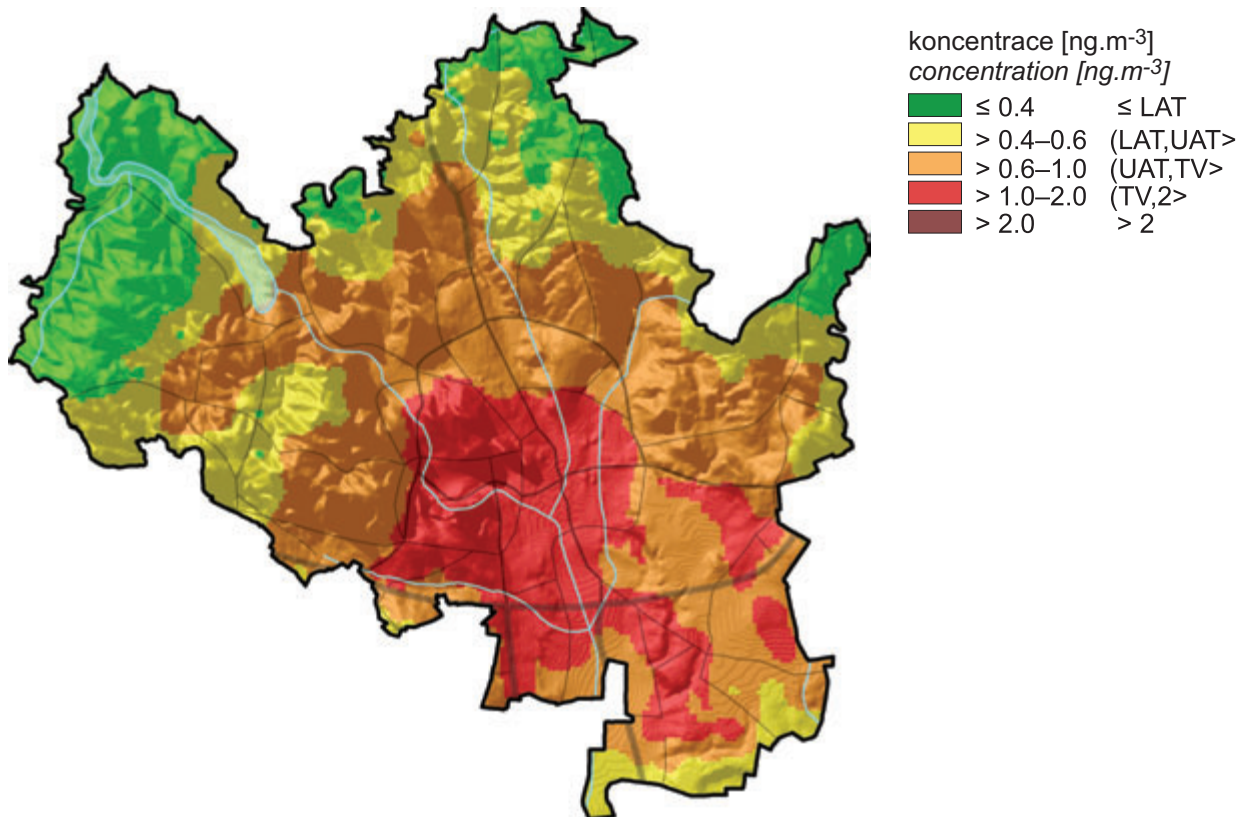 koncentrace [ng.m-3]
concentration [ng.m-3]
≤ 0.4 ≤ LAT
> 0.4–0.6 (LAT,UAT>
> 0.6–1.0 (UAT,TV>
> 1.0–2.0 (TV,2>
> 2.0 > 2